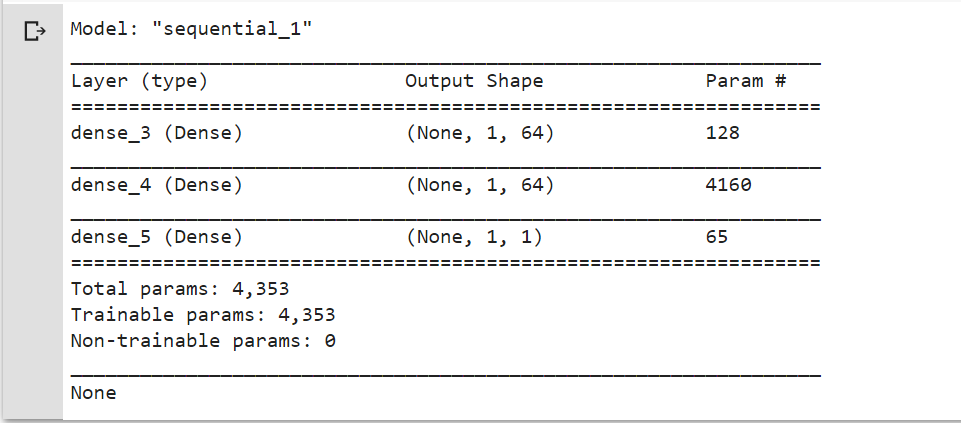 Model: "sequential_1"
_________________________________________________________________
Layer (type)                 Output Shape              Param #
=================================================================
dense_3 (Dense)              (None, 1, 64)             128
_________________________________________________________________
dense_4 (Dense)              (None, 1, 64)             4160
_________________________________________________________________
dense_5 (Dense)              (None, 1, 1)              65
=================================================================
Total params: 4,353
Trainable params: 4,353
Non-trainable params: 0
_________________________________________________________________
None